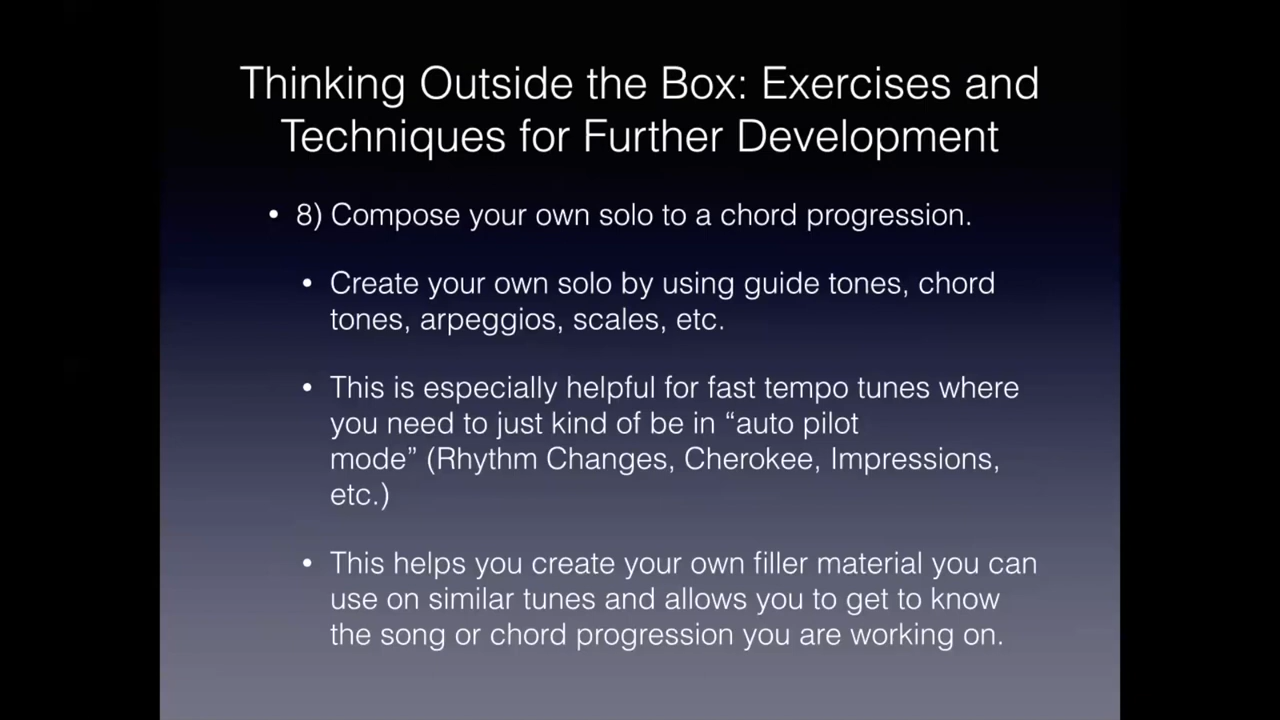 Thinking Outside the Box: Exercises and
Techniques for Further Development
• 8) Compose your own solo to a chord progression.
• Create your own solo by using guide tones, chord
tones, arpeggios, scales, etc.
• This is especially helpful for fast tempo tunes where
you need to just kind of be in “auto pilot
mode” (Rhythm Changes, Cherokee, Impressions,
etc.)
• This helps you create your own filler material you can
use on similar tunes and allows you to get to know
the song or chord progression you are working on.